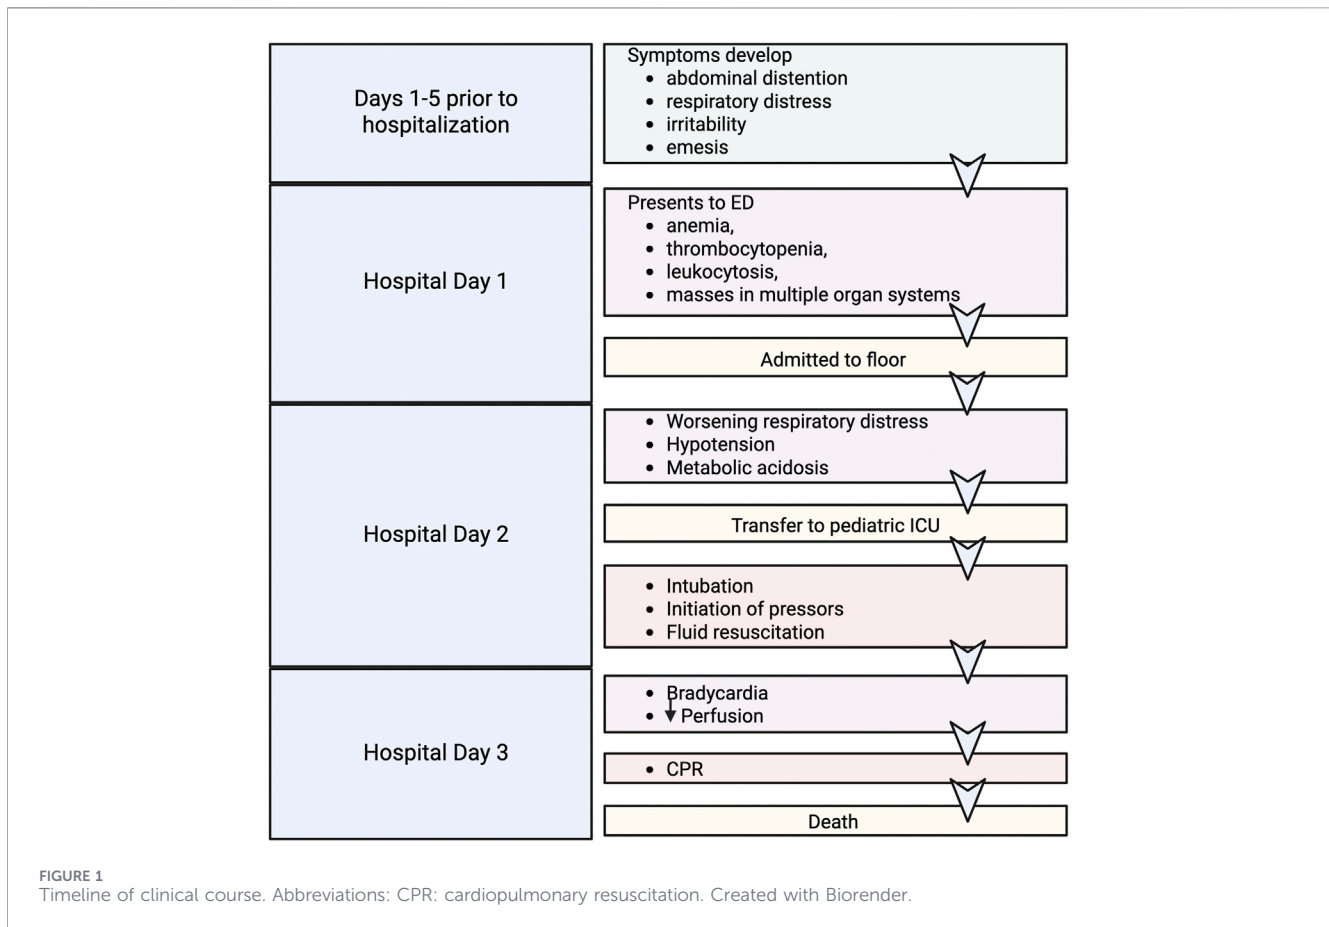 Days 1-5 prior to
hospitalization
Symptoms develop
• abdominal distention
• respiratory distress
• irritability
• emesis
Hospital Day 1
Presents to ED
• anemia,
• thrombocytopenia,
• leukocytosis,
• masses in multiple organ systems
Admitted to floor
Hospital Day 2
• Worsening respiratory distress
• Hypotension
• Metabolic acidosis
Transfer to pediatric ICU
• Intubation
• Initiation of pressors
• Fluid resuscitation
Hospital Day 3
• Bradycardia
• ↓ Perfusion
• CPR
Death
FIGURE 1
Timeline of clinical course. Abbreviations: CPR: cardiopulmonary resuscitation. Created with Biorender.